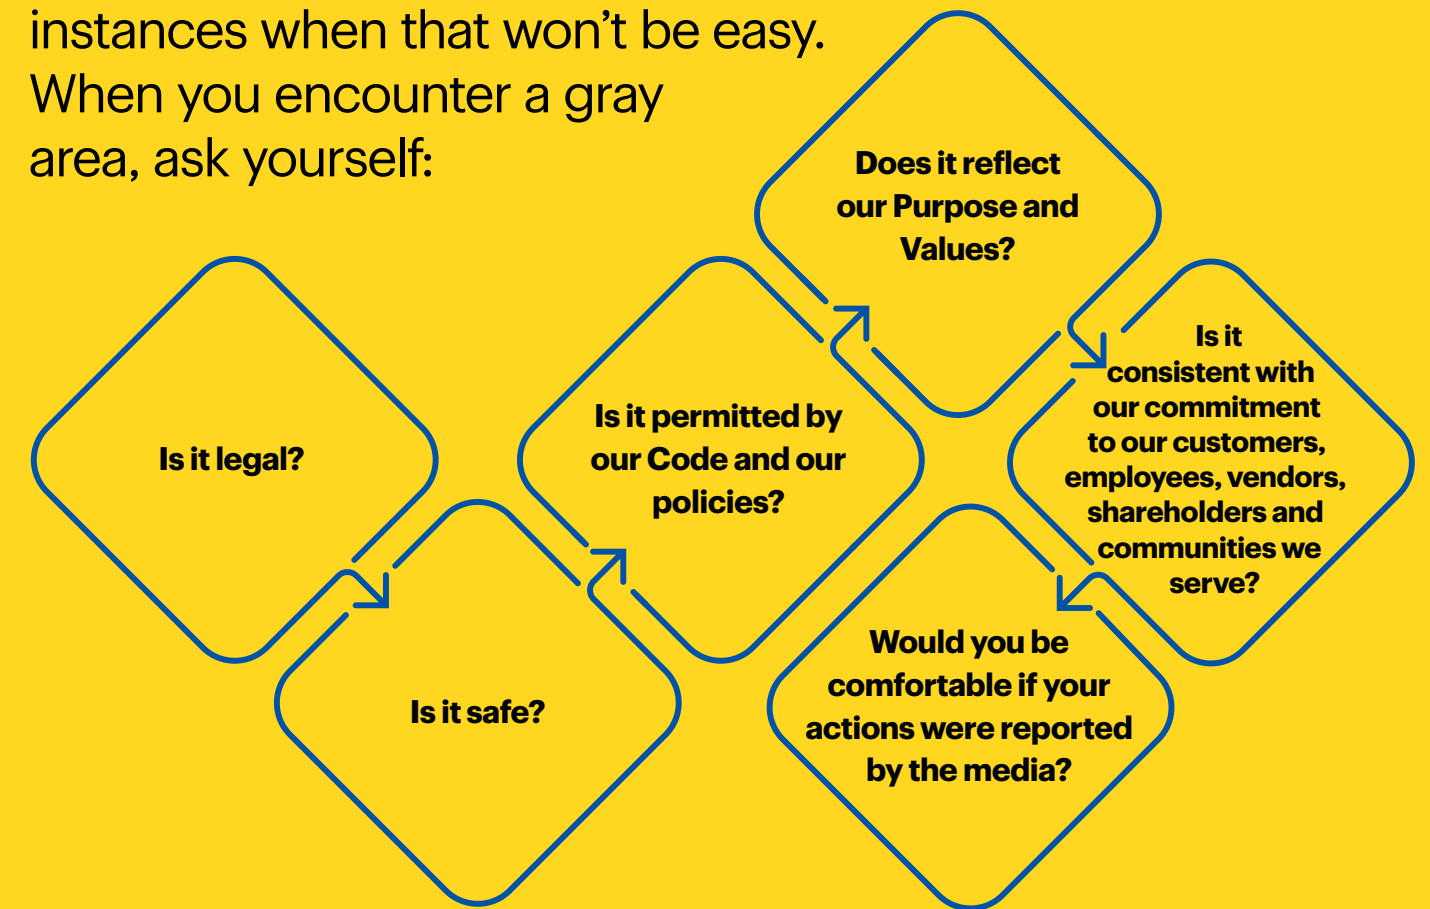 instances when that won’t be easy.
When you encounter a gray
area, ask yourself:
Is it legal?
Is it safe?
Is it permitted by
our Code and our
policies?
Does it reflect
our Purpose and
Values?
Is it
consistent with
our commitment
to our customers,
employees, vendors,
shareholders and
communities we
serve?
Would you be
comfortable if your
actions were reported
by the media?